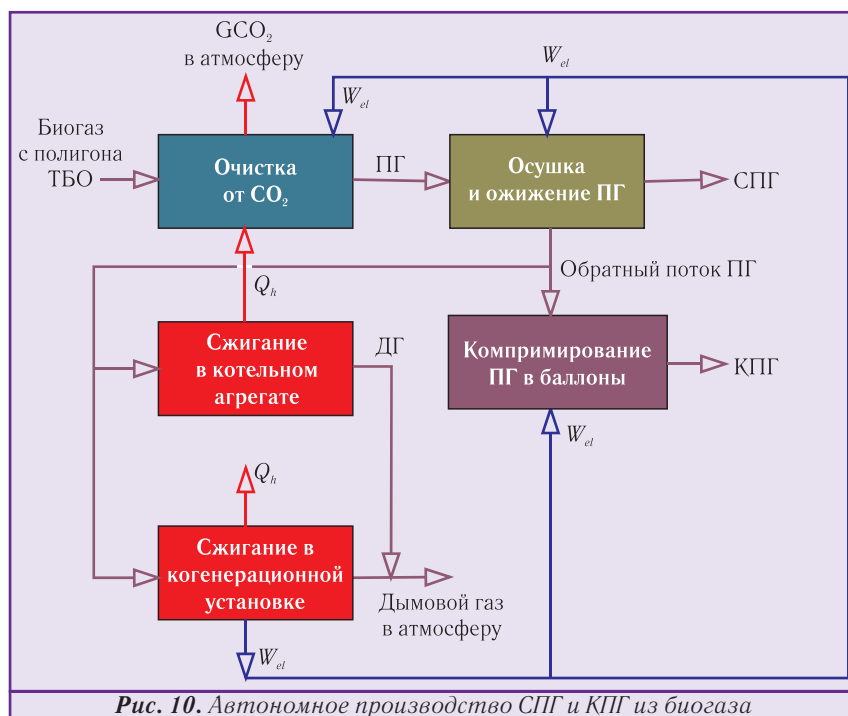 GCO₂
в атмосферу
W_el
W_el
Биогаз
с полигона
ТБО
Очистка
от CO₂
ПГ
Осушка
и ожижение ПГ
СПГ
Q_h
Обратный поток ПГ
Сжигание
в котельном
агрегате
ДГ
Компримирование
ПГ в баллоны
КПГ
W_el
Q_h
Сжигание в
когенерационной
установке
Дымовой газ
в атмосферу
W_el
Рис. 10. Автономное производство СПГ и КПГ из биогаза